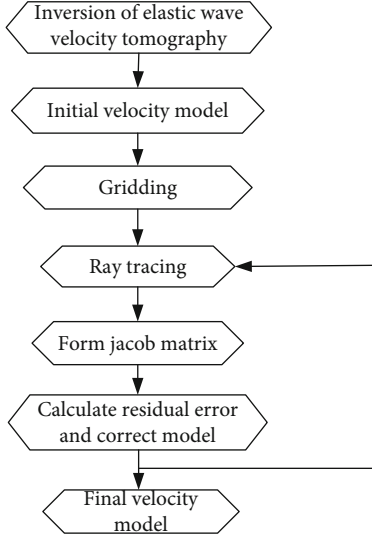 Inversion of elastic wave
velocity tomography
Initial velocity model
Gridding
Ray tracing
Form jacob matrix
Calculate residual error
and correct model
Final velocity
model